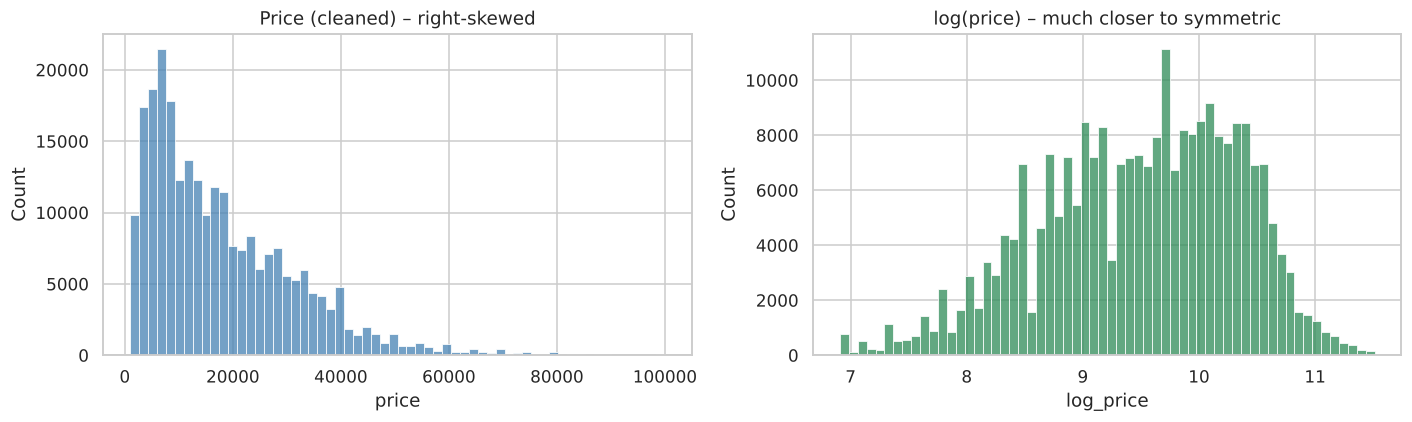 Price (cleaned) – right-skewed
20000
15000
10000
5000
0
Count
0 20000 40000 60000 80000 100000
price
log(price) – much closer to symmetric
10000
8000
6000
4000
2000
0
Count
7 8 9 10 11
log_price